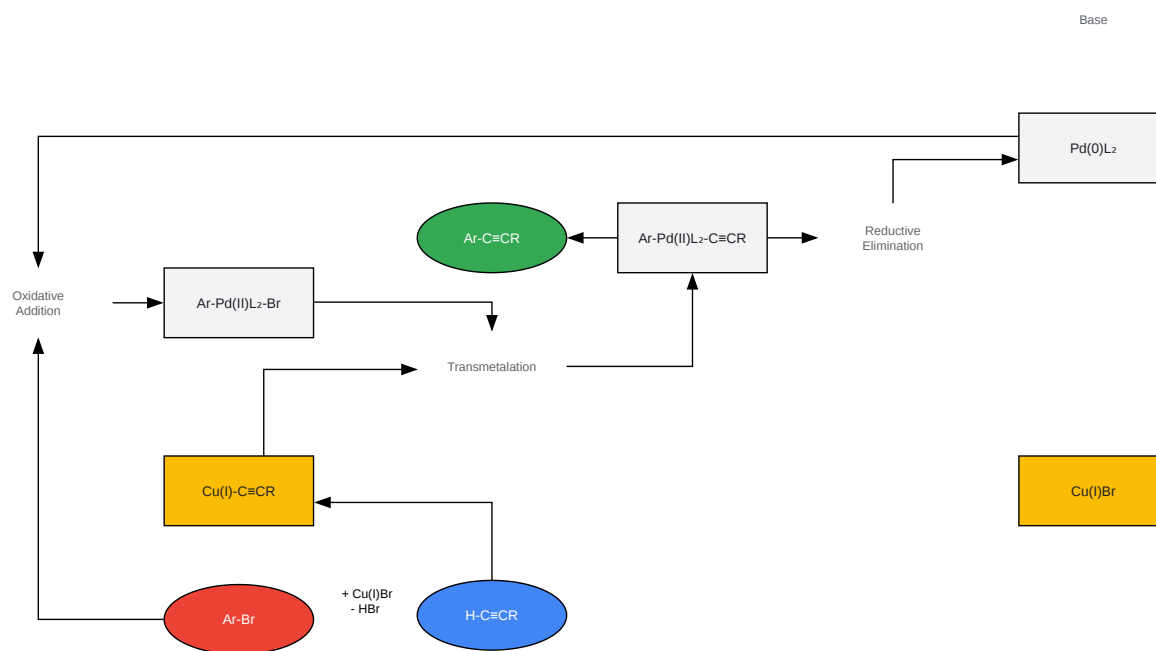 Base
Pd(0)L₂
Ar-C≡CR
Ar-Pd(II)L₂-C≡CR
Reductive
Elimination
Oxidative
Addition
Ar-Pd(II)L₂-Br
Transmetalation
Cu(I)-C≡CR
Cu(I)Br
+ Cu(I)Br
- HBr
Ar-Br
H-C≡CR